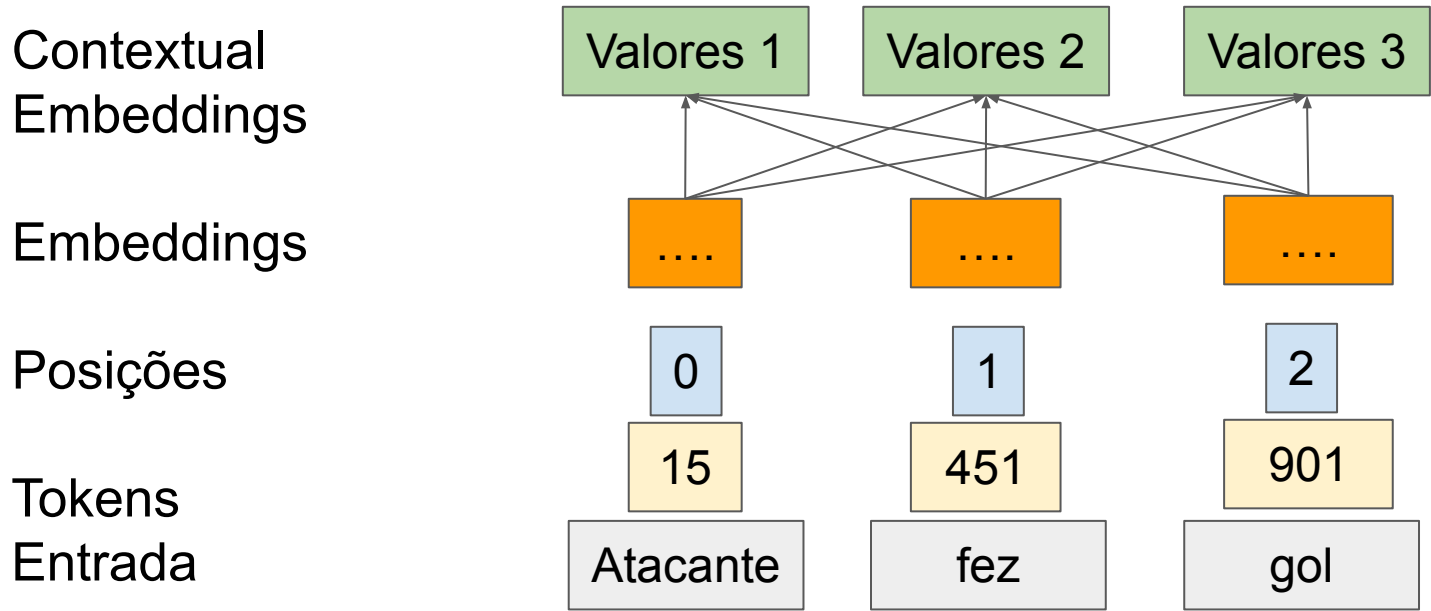 Contextual
Embeddings
Valores 1
Valores 2
Valores 3
Embeddings
....
....
....
Posições
0
1
2
Tokens
15
451
901
Entrada
Atacante
fez
gol